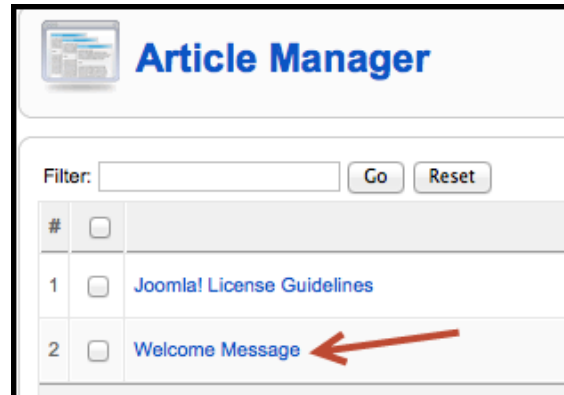 Article Manager
Filter: Go Reset
#
1 Joomla! License Guidelines
2 Welcome Message